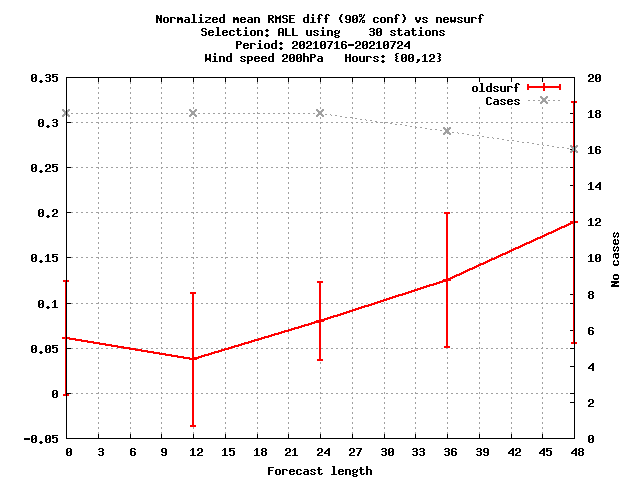 Normalized mean RMSE diff (90% conf) vs newsurf
Selection: ALL using    30 stations
Period: 20210716-20210724
Wind speed 200hPa   Hours: {00,12}
oldsurf
Cases
0.35
0.3
0.25
0.2
0.15
0.1
0.05
0
-0.05
20
18
16
14
12
10
8
6
4
2
0
No cases
0 3 6 9 12 15 18 21 24 27 30 33 36 39 42 45 48
Forecast length